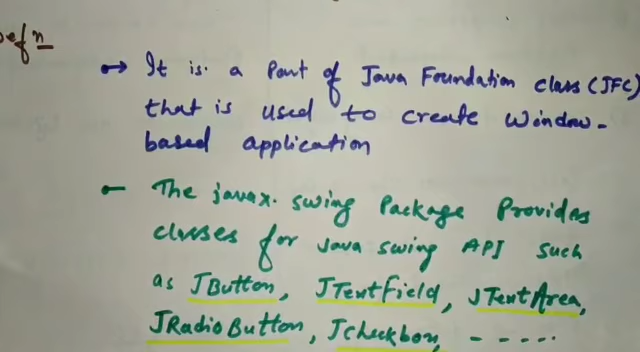 Defn
→ It is a Part of Java Foundation class (JFC)
that is used to create window-
based application
- The javax.swing Package Provides
classes for Java swing API such
as JButton, JTextField, JTextArea,
JRadioButton, JCheckbox, - - - - -